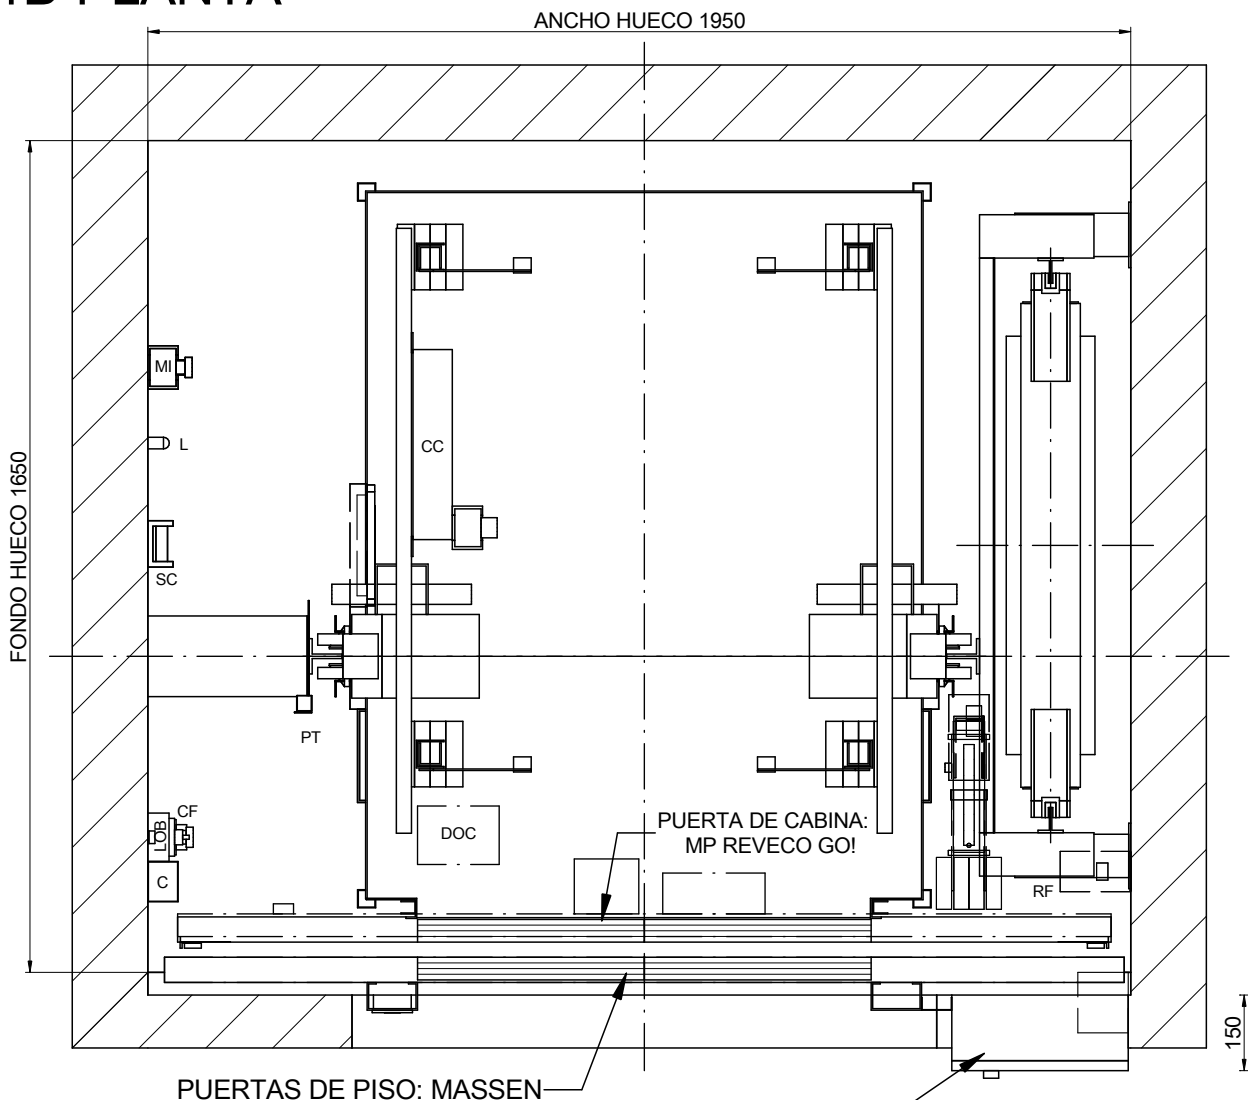 PLANTA
ANCHO HUECO 1950
FONDO HUECO 1650
MI
L
CC
SC
PT
CF
LOB
C
DOC
PUERTA DE CABINA:
MP REVECO GO!
RF
150
PUERTAS DE PISO: MASSEN